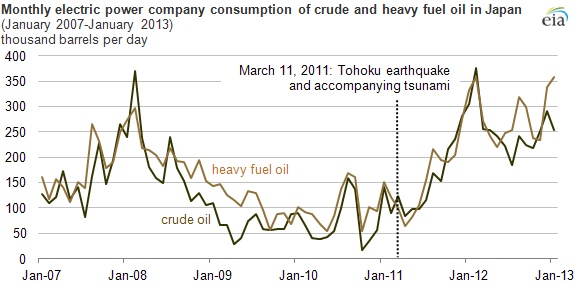 Monthly electric power company consumption of crude and heavy fuel oil in Japan
(January 2007-January 2013)
thousand barrels per day
eia
400
350
300
250
200
150
100
50
0
March 11, 2011: Tohoku earthquake
and accompanying tsunami
heavy fuel oil
crude oil
Jan-07 Jan-08 Jan-09 Jan-10 Jan-11 Jan-12 Jan-13